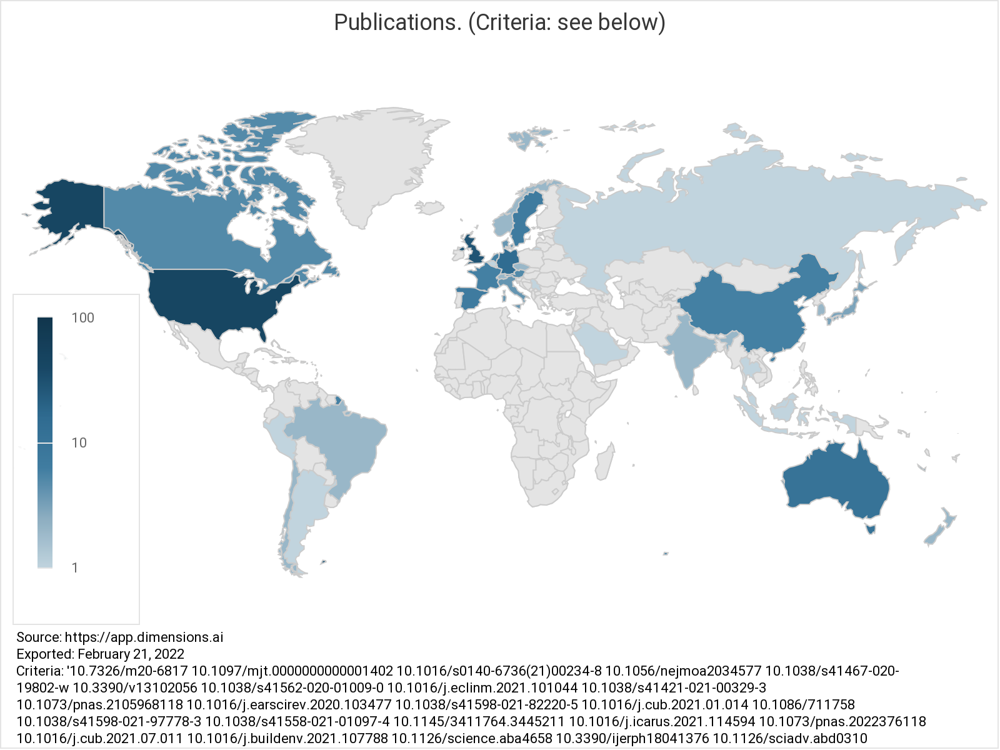 Publications. (Criteria: see below)
100
10
1
Source: https://app.dimensions.ai
Exported: February 21, 2022
Criteria: '10.7326/m20-6817 10.1097/mjt.0000000000001402 10.1016/s0140-6736(21)00234-8 10.1056/nejmoa2034577 10.1038/s41467-020-
19802-w 10.3390/v13102056 10.1038/s41562-020-01009-0 10.1016/j.eclinm.2021.101044 10.1038/s41421-021-00329-3
10.1073/pnas.2105968118 10.1016/j.earscirev.2020.103477 10.1038/s41598-021-82220-5 10.1016/j.cub.2021.01.014 10.1086/711758
10.1038/s41598-021-97778-3 10.1038/s41558-021-01097-4 10.1145/3411764.3445211 10.1016/j.icarus.2021.114594 10.1073/pnas.2022376118
10.1016/j.cub.2021.07.011 10.1016/j.buildenv.2021.107788 10.1126/science.aba4658 10.3390/ijerph18041376 10.1126/sciadv.abd0310